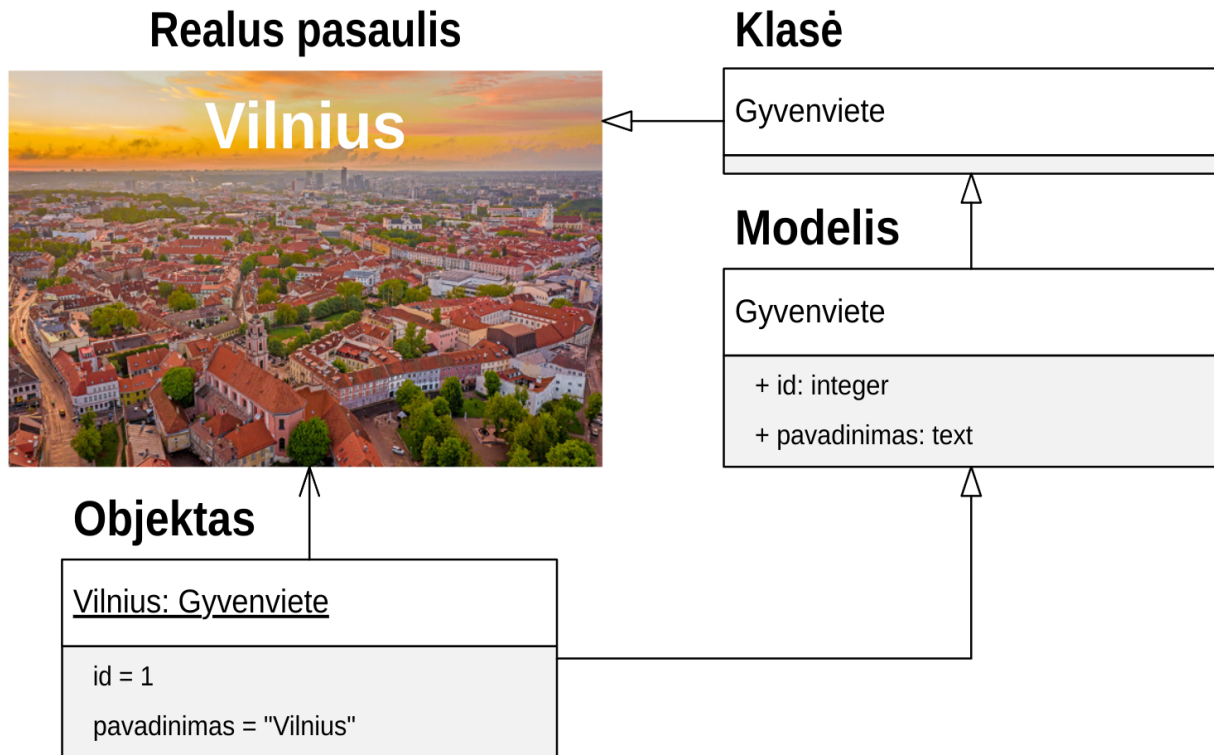 Realus pasaulis
Vilnius
Klasė
Gyvenviete
Modelis
Gyvenviete
+ id: integer
+ pavadinimas: text
Objektas
Vilnius: Gyvenviete
id = 1
pavadinimas = "Vilnius"